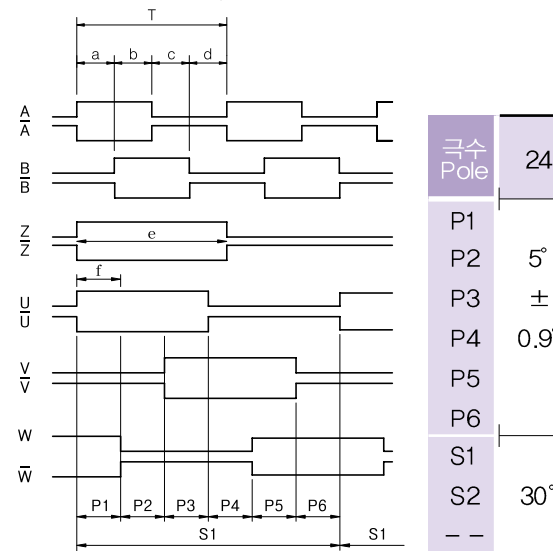 T
a b c d
A
A̅
B
B̅
Z
Z̅
e
f
U
U̅
V
V̅
W
W̅
P1 P2 P3 P4 P5 P6
S1 S1
극수
Pole
24
P1
P2 5°
P3 ±
P4 0.9°
P5
P6
S1
S2 30°
- -